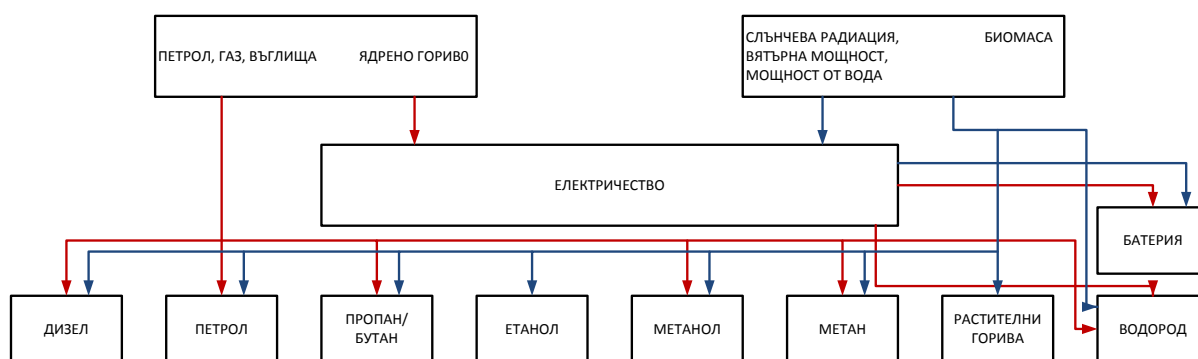 ПЕТРОЛ, ГАЗ, ВЪГЛИЩА
ЯДРЕНО ГОРИВ0
СЛЪНЧЕВА РАДИАЦИЯ,
ВЯТЪРНА МОЩНОСТ,
МОЩНОСТ ОТ ВОДА
БИОМАСА
ЕЛЕКТРИЧЕСТВО
БАТЕРИЯ
ДИЗЕЛ
ПЕТРОЛ
ПРОПАН/
БУТАН
ЕТАНОЛ
МЕТАНОЛ
МЕТАН
РАСТИТЕЛНИ
ГОРИВА
ВОДОРОД